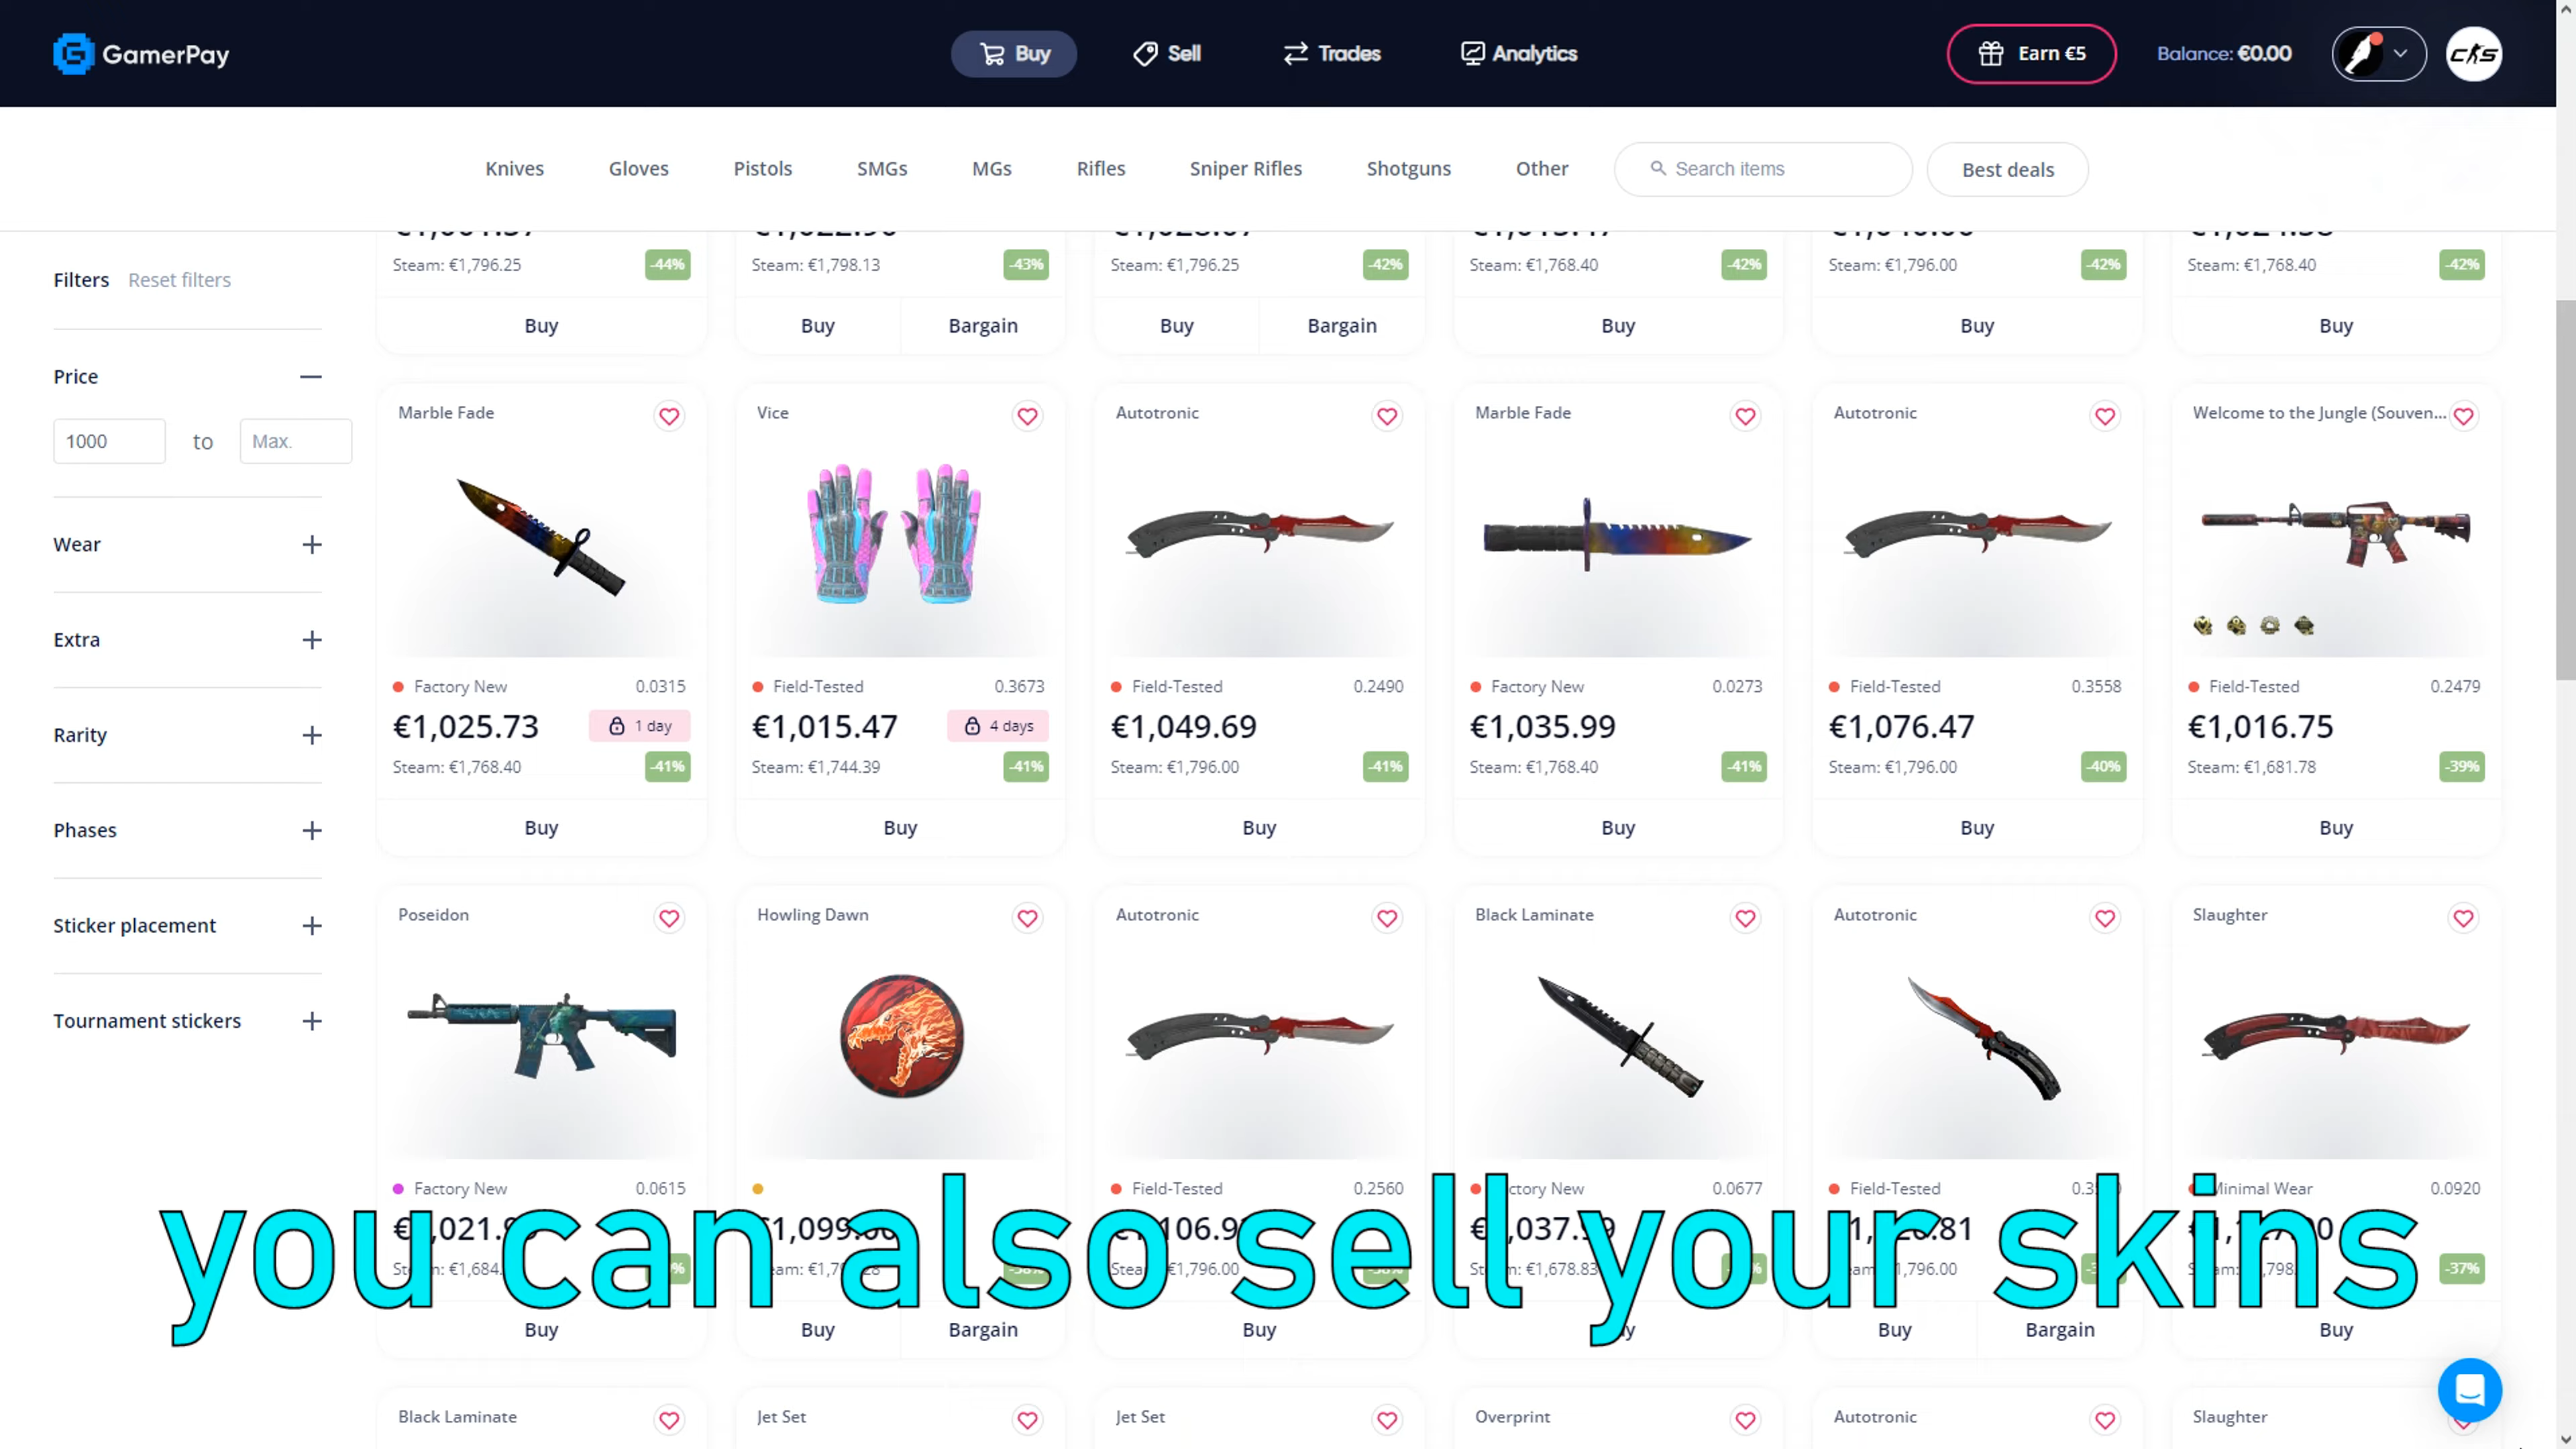 GamerPay
Buy
Sell
Trades
Analytics
Earn €5
Balance: €0.00
Knives
Gloves
Pistols
SMGs
MGs
Rifles
Sniper Rifles
Shotguns
Other
Search items
Best deals
Filters Reset filters
Price
1000 to Max.
Wear
Extra
Rarity
Phases
Sticker placement
Tournament stickers
Steam: €1,796.25 -44%
Buy
Steam: €1,798.13 -43%
Buy Bargain
Steam: €1,796.25 -42%
Buy Bargain
Steam: €1,768.40 -42%
Buy
Steam: €1,796.00 -42%
Buy
Steam: €1,768.40 -42%
Buy
Marble Fade
Factory New 0.0315
€1,025.73 1 day
Steam: €1,768.40 -41%
Buy
Vice
Field-Tested 0.3673
€1,015.47 4 days
Steam: €1,744.39 -41%
Buy
Autotronic
Field-Tested 0.2490
€1,049.69
Steam: €1,796.00 -41%
Buy
Marble Fade
Factory New 0.0273
€1,035.99
Steam: €1,768.40 -41%
Buy
Autotronic
Field-Tested 0.3558
€1,076.47
Steam: €1,796.00 -40%
Buy
Welcome to the Jungle (Souven...
Field-Tested 0.2479
€1,016.75
Steam: €1,681.78 -39%
Buy
Poseidon
Factory New 0.0615
Buy
Howling Dawn
Buy Bargain
Autotronic
Field-Tested 0.2560
Steam: €1,796.00
Buy
Black Laminate
New 0.0677
€1,678.83
Autotronic
Field-Tested
Buy Bargain
Slaughter
Minimal Wear 0.0920
-37%
Buy
you can also sell your skins
Black Laminate
Jet Set
Jet Set
Overprint
Autotronic
Slaughter